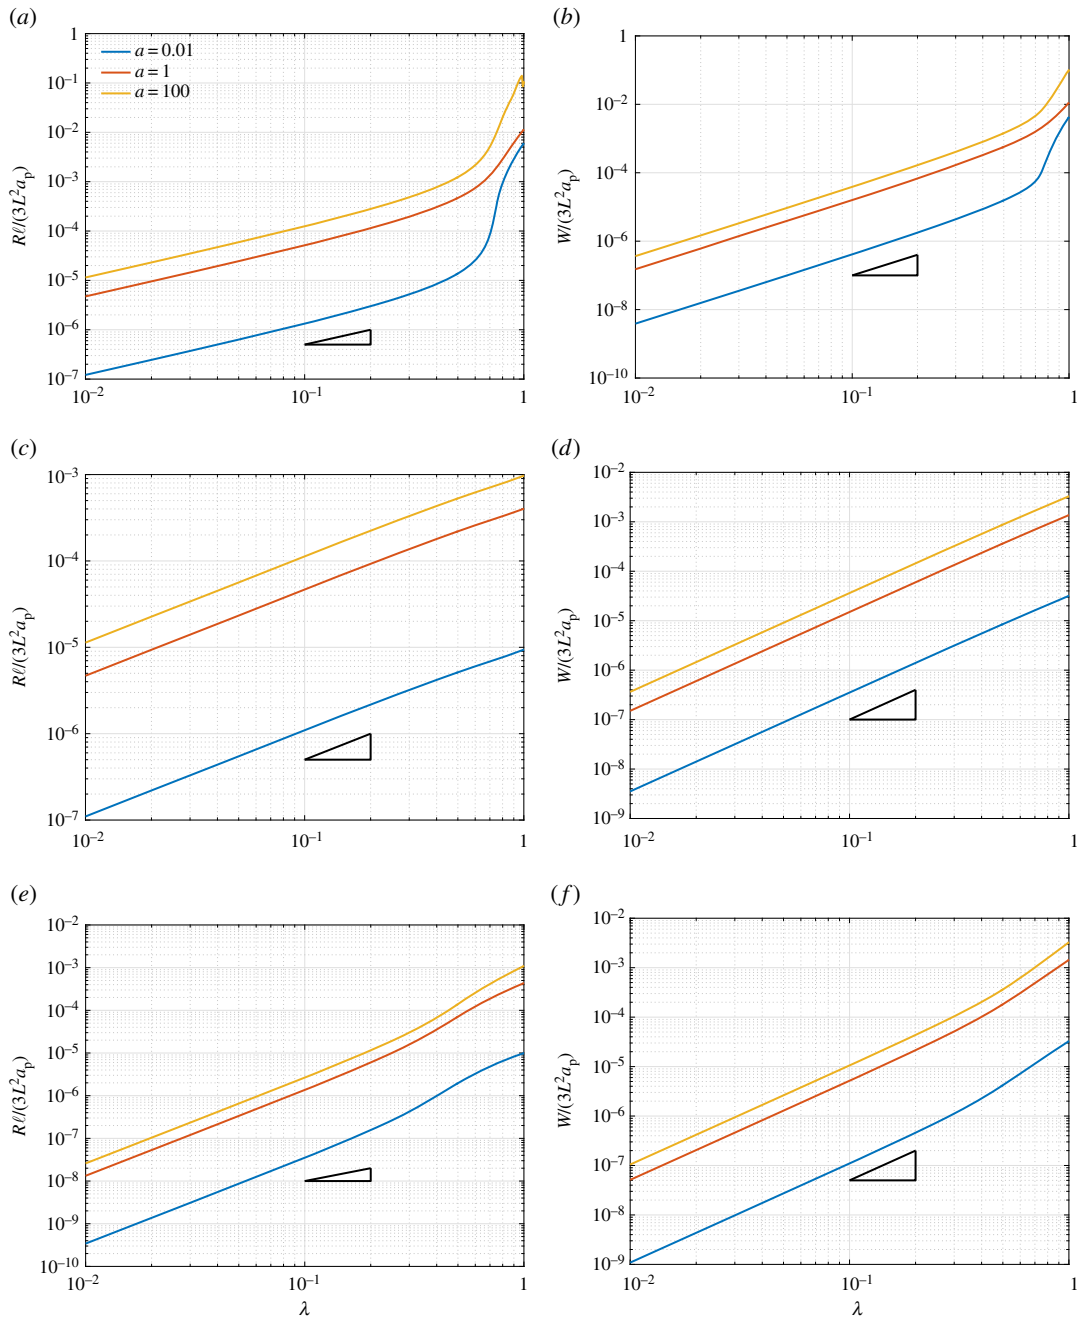 (a)
1
10⁻¹
10⁻²
10⁻³
10⁻⁴
10⁻⁵
10⁻⁶
10⁻⁷
Rℓ/(3L²aₚ)
a = 0.01
a = 1
a = 100
10⁻² 10⁻¹ 1
(b)
1
10⁻²
10⁻⁴
10⁻⁶
10⁻⁸
10⁻¹⁰
W/(3L²aₚ)
10⁻² 10⁻¹ 1
(c)
10⁻³
10⁻⁴
10⁻⁵
10⁻⁶
10⁻⁷
Rℓ/(3L²aₚ)
10⁻² 10⁻¹ 1
λ
(d)
10⁻²
10⁻³
10⁻⁴
10⁻⁵
10⁻⁶
10⁻⁷
10⁻⁸
10⁻⁹
W/(3L²aₚ)
10⁻² 10⁻¹ 1
λ
(e)
10⁻²
10⁻³
10⁻⁴
10⁻⁵
10⁻⁶
10⁻⁷
10⁻⁸
10⁻⁹
10⁻¹⁰
Rℓ/(3L²aₚ)
10⁻² 10⁻¹ 1
λ
(f)
10⁻²
10⁻³
10⁻⁴
10⁻⁵
10⁻⁶
10⁻⁷
10⁻⁸
10⁻⁹
W/(3L²aₚ)
10⁻² 10⁻¹ 1
λ